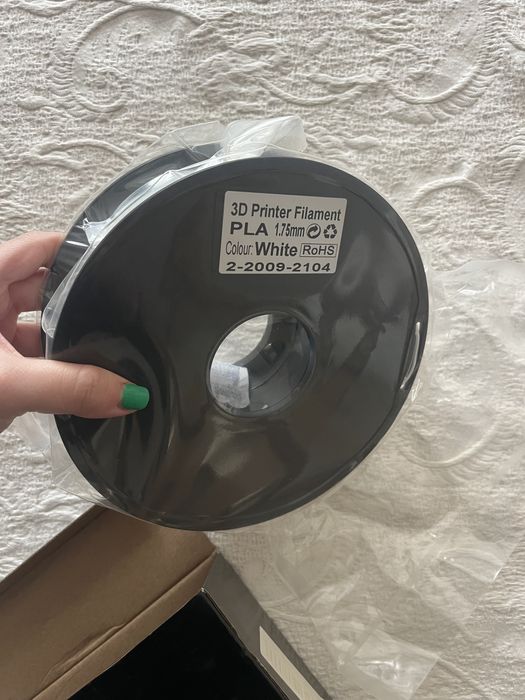 3D Printer Filament
PLA 1.75mm
Colour: White RoHS
2-2009-2104